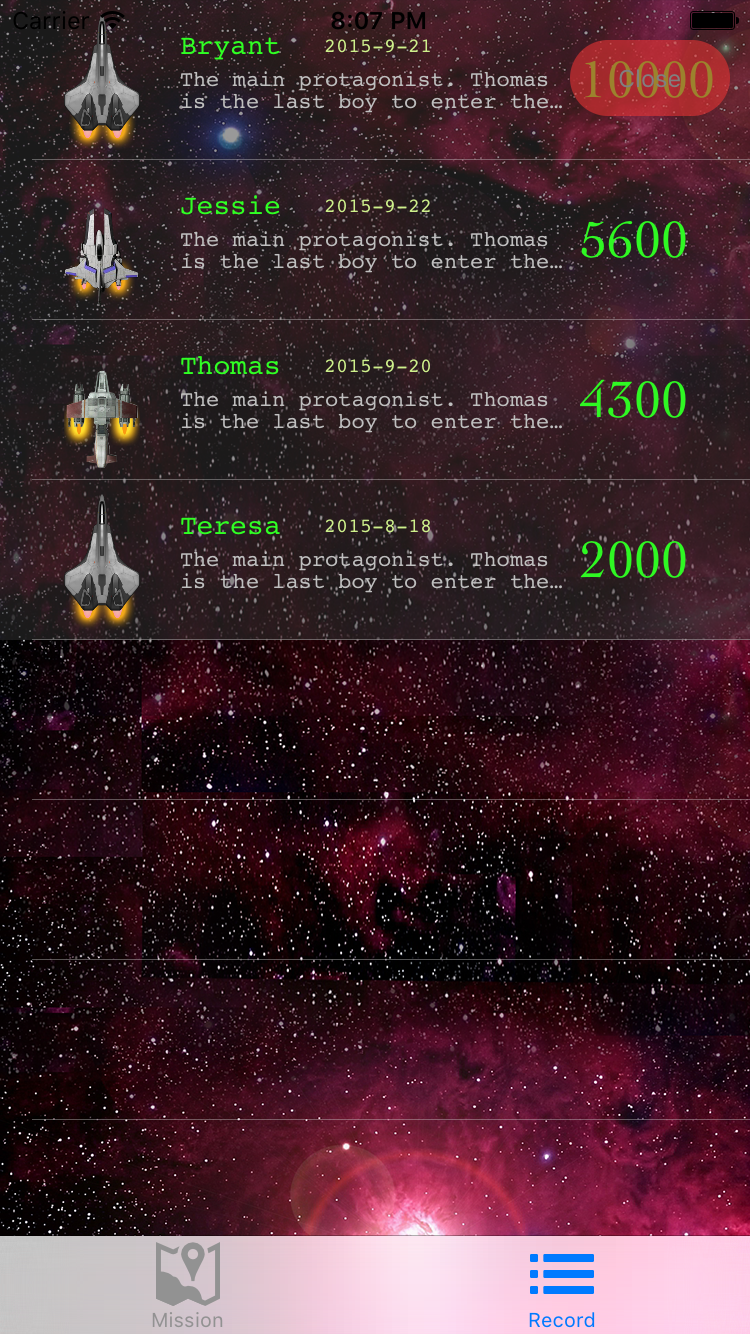 Carrier 8:07 PM
Bryant 2015-9-21
The main protagonist. Thomas
is the last boy to enter the…
10000
Close
Jessie 2015-9-22
The main protagonist. Thomas
is the last boy to enter the…
5600
Thomas 2015-9-20
The main protagonist. Thomas
is the last boy to enter the…
4300
Teresa 2015-8-18
The main protagonist. Thomas
is the last boy to enter the…
2000
Mission Record